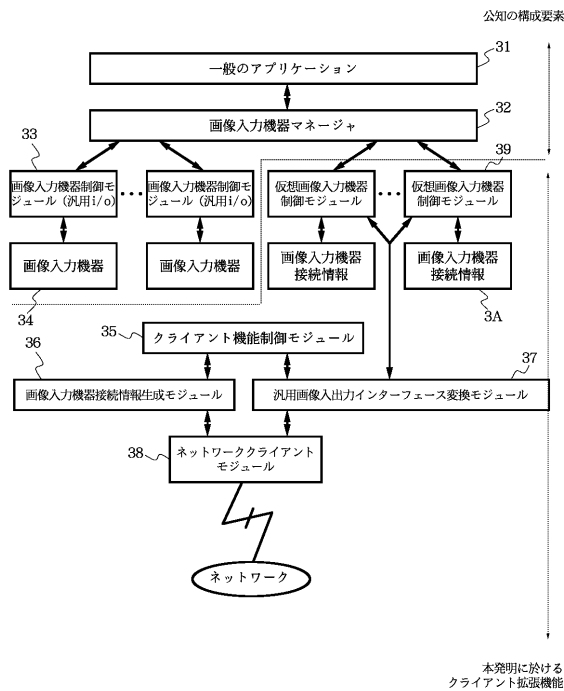 公知の構成要素
31
一般のアプリケーション
32
画像入力機器マネージャ
33
39
画像入力機器制御モ
ジュール（汎用i/o）
画像入力機器制御モ
ジュール（汎用i/o）
仮想画像入力機器
制御モジュール
仮想画像入力機器
制御モジュール
画像入力機器
画像入力機器
画像入力機器
接続情報
画像入力機器
接続情報
34
3A
35
クライアント機能制御モジュール
36
37
画像入力機器接続情報生成モジュール
汎用画像入出力インターフェース変換モジュール
38
ネットワーククライアント
モジュール
ネットワーク
本発明に於ける
クライアント拡張機能